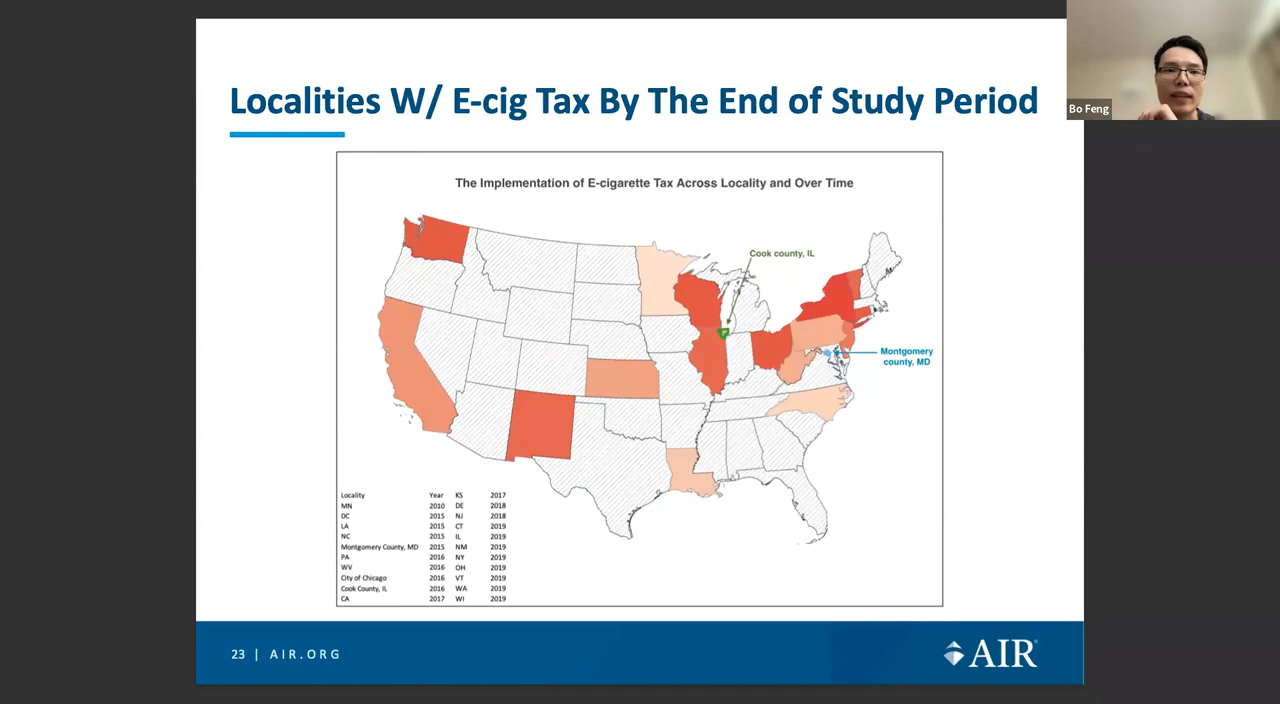 Localities W/ E-cig Tax By The End of Study Period
Bo Feng
The Implementation of E-cigarette Tax Across Locality and Over Time
Cook county, IL
M
Montgomery
county, MD
Locality Year KS 2017
MN 2010 DE 2018
DC 2015 NJ 2018
LA 2015 CT 2019
NC 2015 IL 2019
Montgomery County, MD 2015 NM 2019
PA 2016 NY 2019
WV 2016 OH 2019
City of Chicago 2016 VT 2019
Cook County, IL 2016 WA 2019
CA 2017 WI 2019
23 | AIR.ORG
AIR